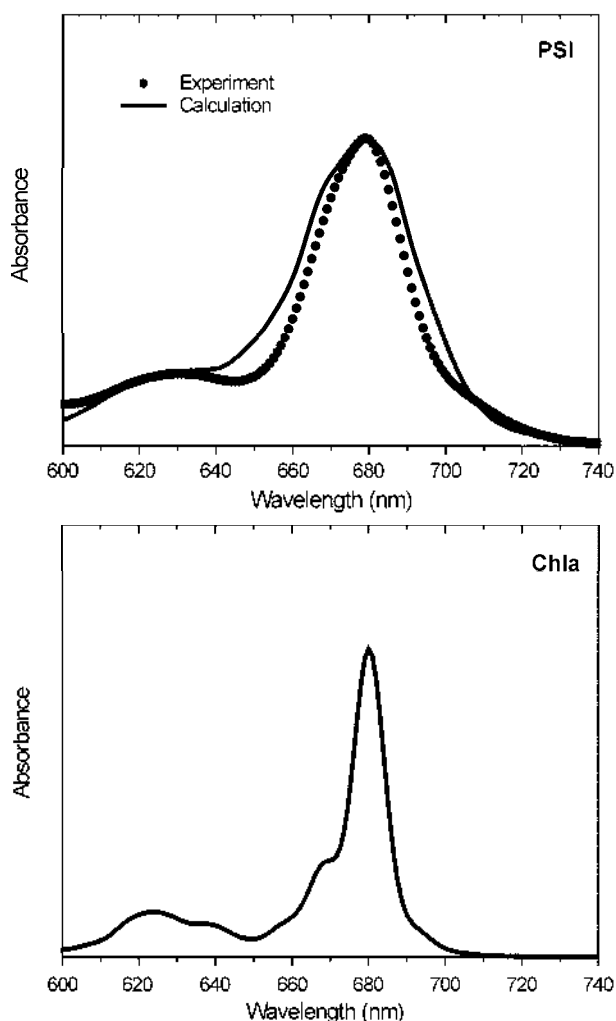 PSI
Experiment
Calculation
Absorbance
600 620 640 660 680 700 720 740
Wavelength (nm)
Chla
Absorbance
600 620 640 660 680 700 720 740
Wavelength (nm)